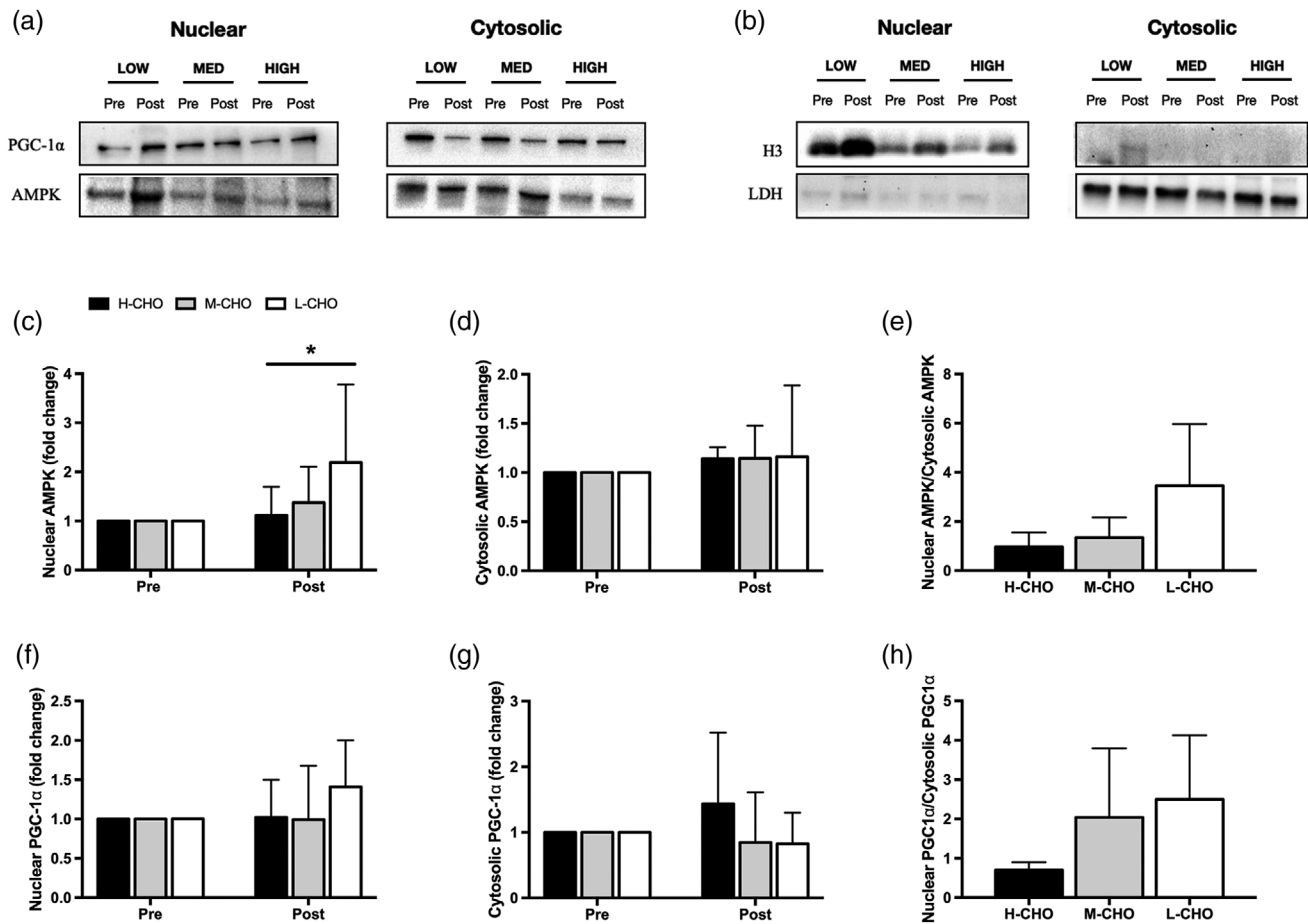 (a)
Nuclear
Cytosolic
LOW MED HIGH
LOW MED HIGH
Pre Post Pre Post Pre Post
Pre Post Pre Post Pre Post
PGC-1α
AMPK
(b)
Nuclear
Cytosolic
LOW MED HIGH
LOW MED HIGH
Pre Post Pre Post Pre Post
Pre Post Pre Post Pre Post
H3
LDH
H-CHO M-CHO L-CHO
(c)
Nuclear AMPK (fold change)
4
3
2
1
0
*
Pre Post
(d)
Cytosolic AMPK (fold change)
2.0
1.5
1.0
0.5
0.0
Pre Post
(e)
Nuclear AMPK/Cytosolic AMPK
8
6
4
2
0
H-CHO M-CHO L-CHO
(f)
Nuclear PGC-1α (fold change)
2.5
2.0
1.5
1.0
0.5
0.0
Pre Post
(g)
Cytosolic PGC-1α (fold change)
3
2
1
0
Pre Post
(h)
Nuclear PGC1α/Cytosolic PGC1α
5
4
3
2
1
0
H-CHO M-CHO L-CHO